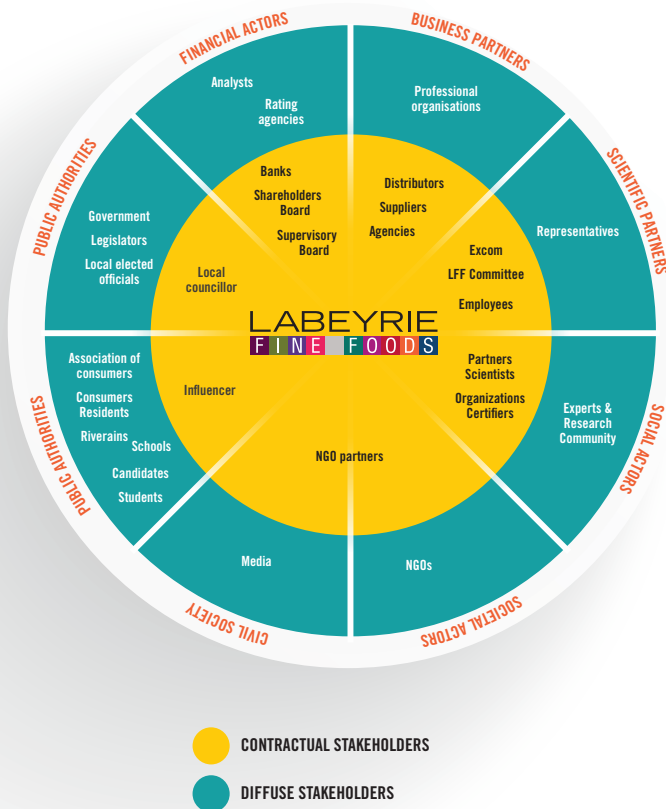 FINANCIAL ACTORS
BUSINESS PARTNERS
Analysts
Rating
agencies
Professional
organisations
PUBLIC AUTHORITIES
SCIENTIFIC PARTNERS
Banks
Shareholders
Board
Supervisory
Board
Distributors
Suppliers
Agencies
Government
Legislators
Local elected
officials
Local
councillor
Excom
LFF Committee
Employees
Representatives
LABEYRIE
FINE FOODS
Association of
consumers
Consumers
Residents
Riverains
Schools
Candidates
Students
Influencer
Partners
Scientists
Organizations
Certifiers
Experts &
Research
Community
NGO partners
PUBLIC AUTHORITIES
SOCIAL ACTORS
Media
NGOs
CIVIL SOCIETY
SOCIETAL ACTORS
CONTRACTUAL STAKEHOLDERS
DIFFUSE STAKEHOLDERS